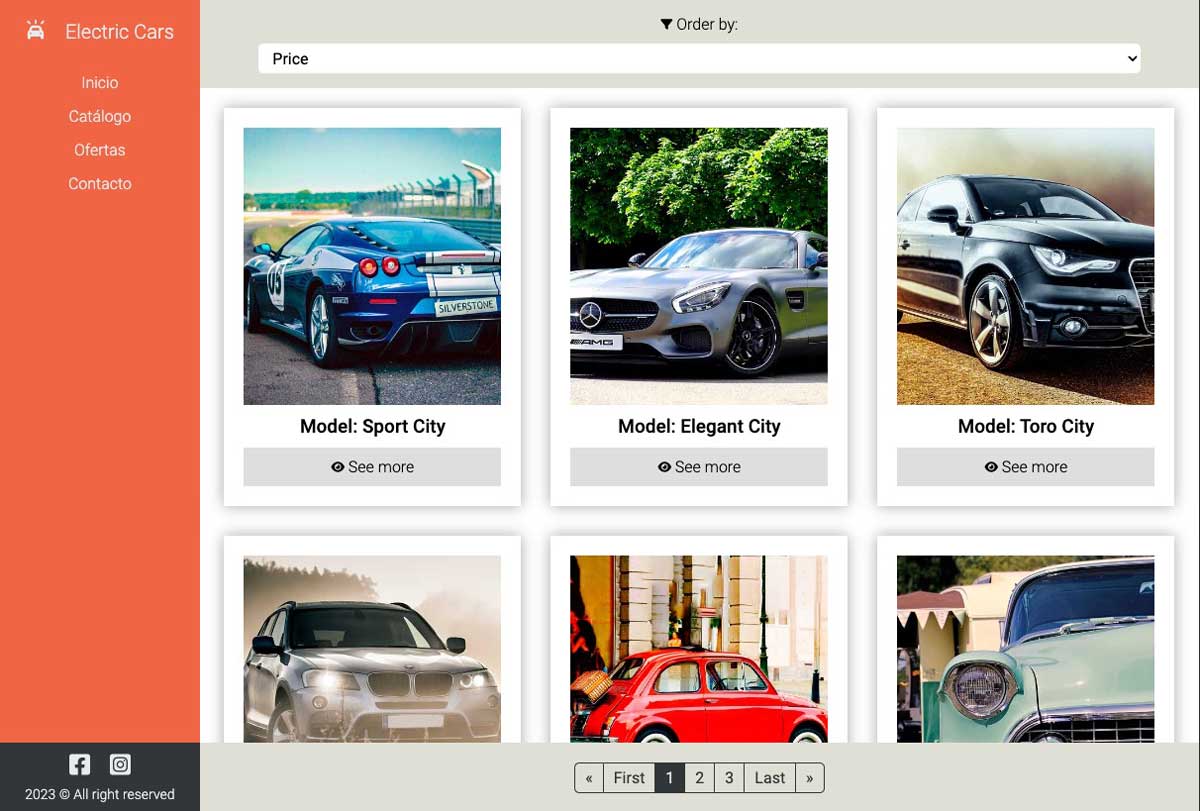 Electric Cars
Inicio
Catálogo
Ofertas
Contacto
Order by:
Price
SILVERSTONE
AMG
Model: Sport City
Model: Elegant City
Model: Toro City
See more
See more
See more
2023 © All right reserved
« First 1 2 3 Last »